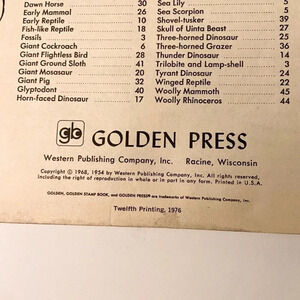 Dawn Horse 30
Early Mammal 26
Early Reptile 10
Fish-like Reptile 18
Fossils 3
Giant Cockroach 6
Giant Flightless Bird 28
Giant Ground Sloth 41
Giant Mosasaur 20
Giant Pig 32
Glyptodont 40
Horn-faced Dinosaur 17
Sea Lily 5
Sea Scorpion 5
Shovel-tusker 39
Skull of Uinta Beast 27
Three-horned Dinosaur 25
Three-horned Grazer 36
Thunder Dinosaur 14
Trilobite and Lamp-shell 3
Tyrant Dinosaur 24
Winged Reptile 22
Woolly Mammoth 45
Woolly Rhinoceros 44
gb GOLDEN PRESS
Western Publishing Company, Inc. Racine, Wisconsin
Copyright © 1968, 1954 by Western Publishing Company, Inc. All rights reserved,
including the right of reproduction in whole or in part in any form. Printed in U.S.A.
GOLDEN, GOLDEN STAMP BOOK, and GOLDEN PRESS® are trademarks of Western Publishing Company, Inc.
Twelfth Printing, 1976